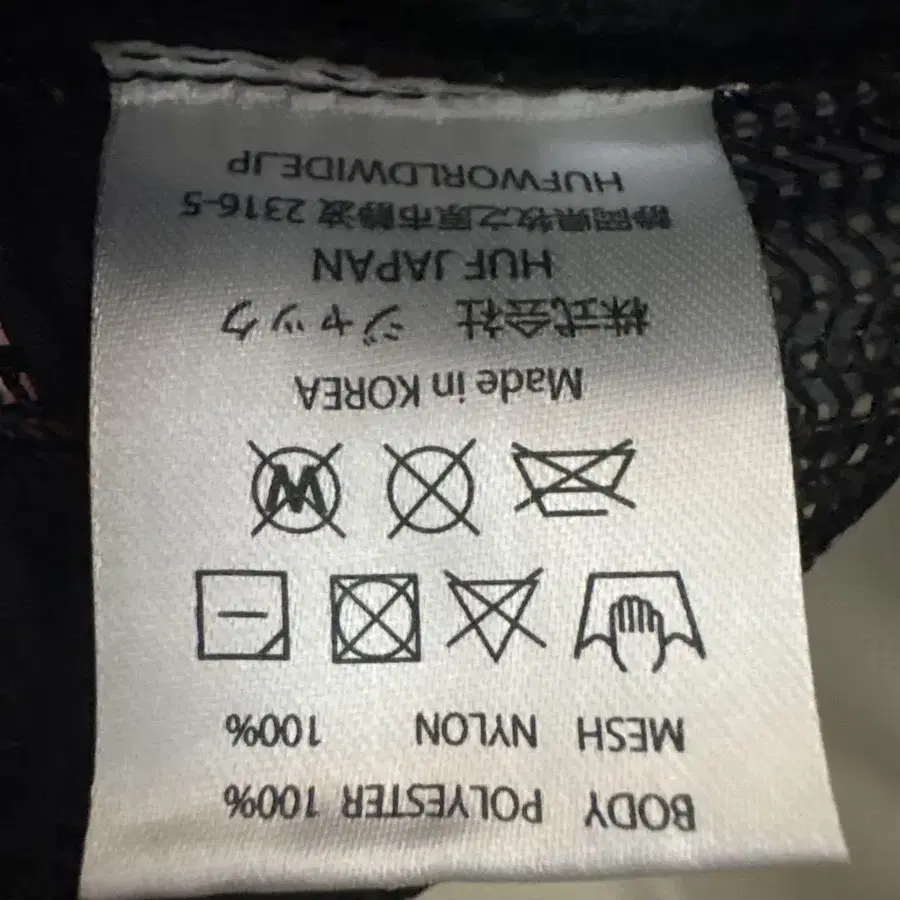 BODY POLYESTER 100%
MESH NYLON 100%
W
Made in KOREA
株式会社 ジャック
HUF JAPAN
静岡県牧之原市静波 2316-5
HUFWORLDWIDE.JP